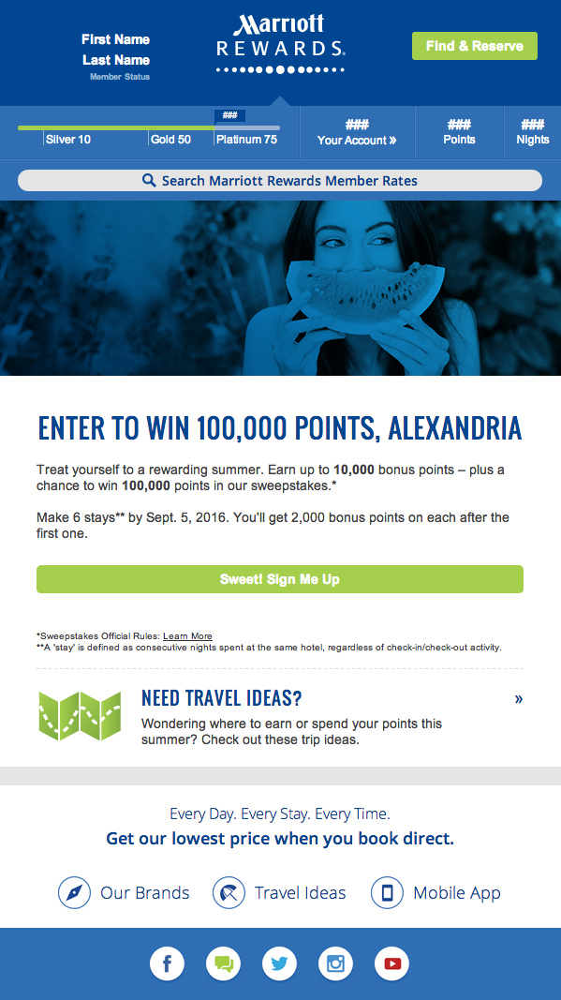 First Name
Last Name
Member Status
Marriott
REWARDS®
Find & Reserve
###
Silver 10
Gold 50
Platinum 75
###
Your Account »
###
Points
###
Nights
Search Marriott Rewards Member Rates
ENTER TO WIN 100,000 POINTS, ALEXANDRIA
Treat yourself to a rewarding summer. Earn up to 10,000 bonus points – plus a
chance to win 100,000 points in our sweepstakes.*
Make 6 stays** by Sept. 5, 2016. You'll get 2,000 bonus points on each after the
first one.
Sweet! Sign Me Up
*Sweepstakes Official Rules: Learn More
**A 'stay' is defined as consecutive nights spent at the same hotel, regardless of check-in/check-out activity.
NEED TRAVEL IDEAS? »
Wondering where to earn or spend your points this
summer? Check out these trip ideas.
Every Day. Every Stay. Every Time.
Get our lowest price when you book direct.
Our Brands
Travel Ideas
Mobile App